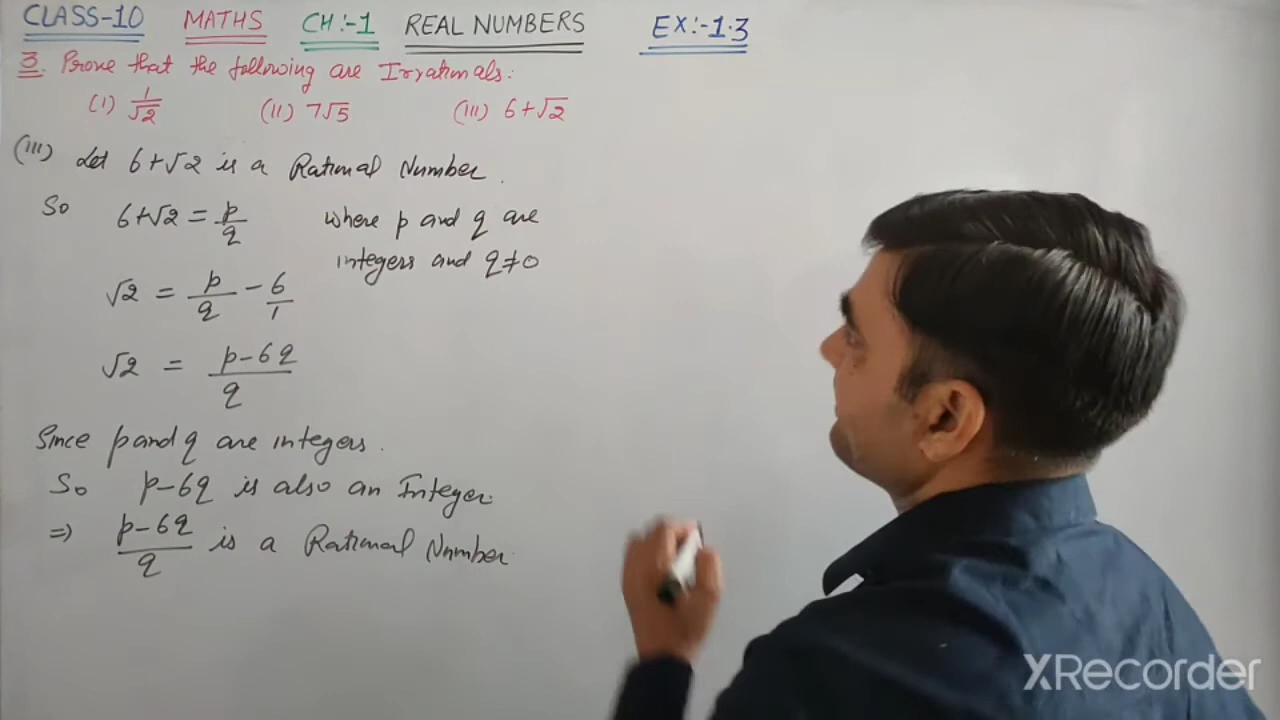 CLASS-10 MATHS CH:-1 REAL NUMBERS EX:-1.3
3. Prove that the following are Irrationals:
(I) 1/√2 (II) 7√5 (III) 6+√2
(III) Let 6+√2 is a Rational Number.
So 6+√2 = p/q where p and q are
integers and q≠0
√2 = p/q - 6/1
√2 = p-6q/q
Since p and q are integers.
So p-6q is also an Integer.
⇒ p-6q/q is a Rational Number.
XRecorder